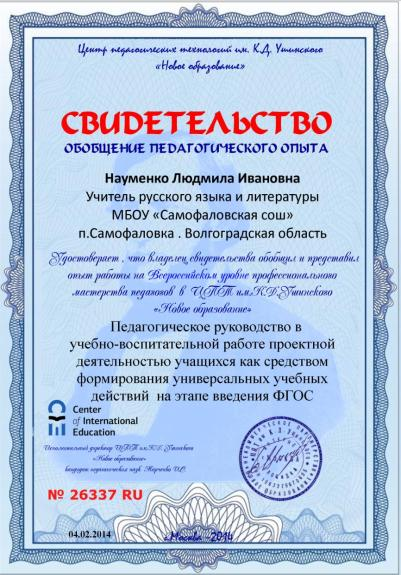 Центр педагогических технологий им. К.Д. Ушинского
«Новое образование»
СВИДЕТЕЛЬСТВО
ОБОБЩЕНИЕ ПЕДАГОГИЧЕСКОГО ОПЫТА
Науменко Людмила Ивановна
Учитель русского языка и литературы
МБОУ «Самофаловская сош»
п.Самофаловка . Волгоградская область
Удостоверяет , что владелец свидетельства обобщил и представил
опыт работы на Всероссийском уровне профессионального
мастерства педагогов в ЦПТ им.К.Д.Ушинского
«Новое образование»
Педагогическое руководство в
учебно-воспитательной работе проектной
деятельностью учащихся как средством
формирования универсальных учебных
действий на этапе введения ФГОС
Center
of International
Education
Исполнительный директор ЦПТ им.К.Д. Ушинского
«Новое образование»
кандидат педагогических наук
№ 26337 RU
04.02.2014
г.Москва -2014